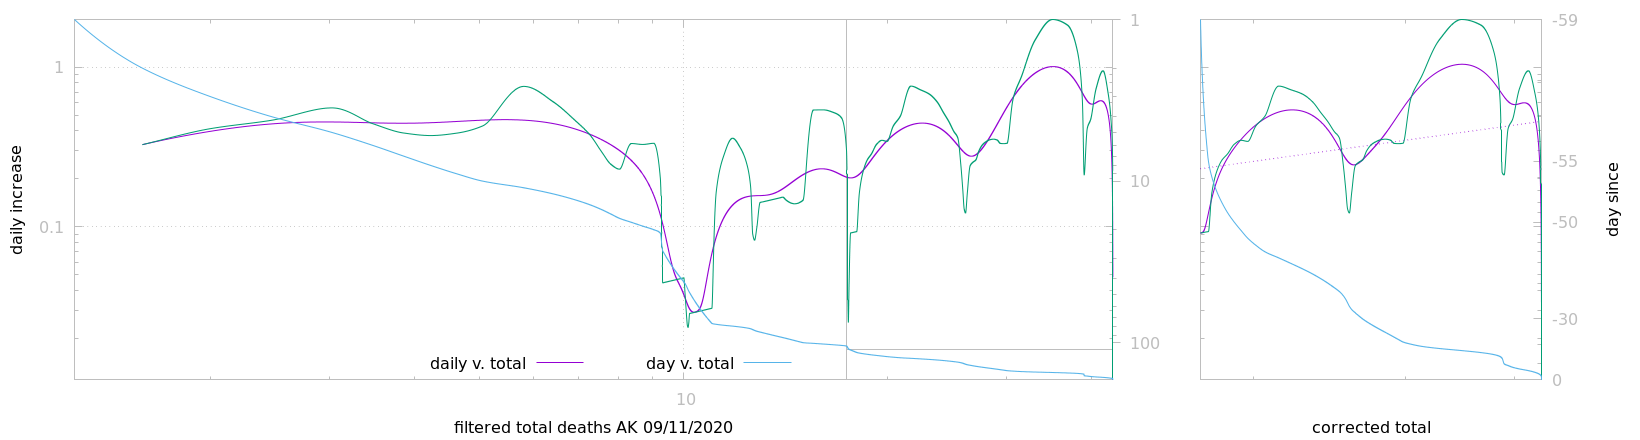 1
-59
1
daily increase
-55
10
day since
-50
0.1
-30
100
daily v. total
day v. total
0
10
filtered total deaths AK 09/11/2020
corrected total